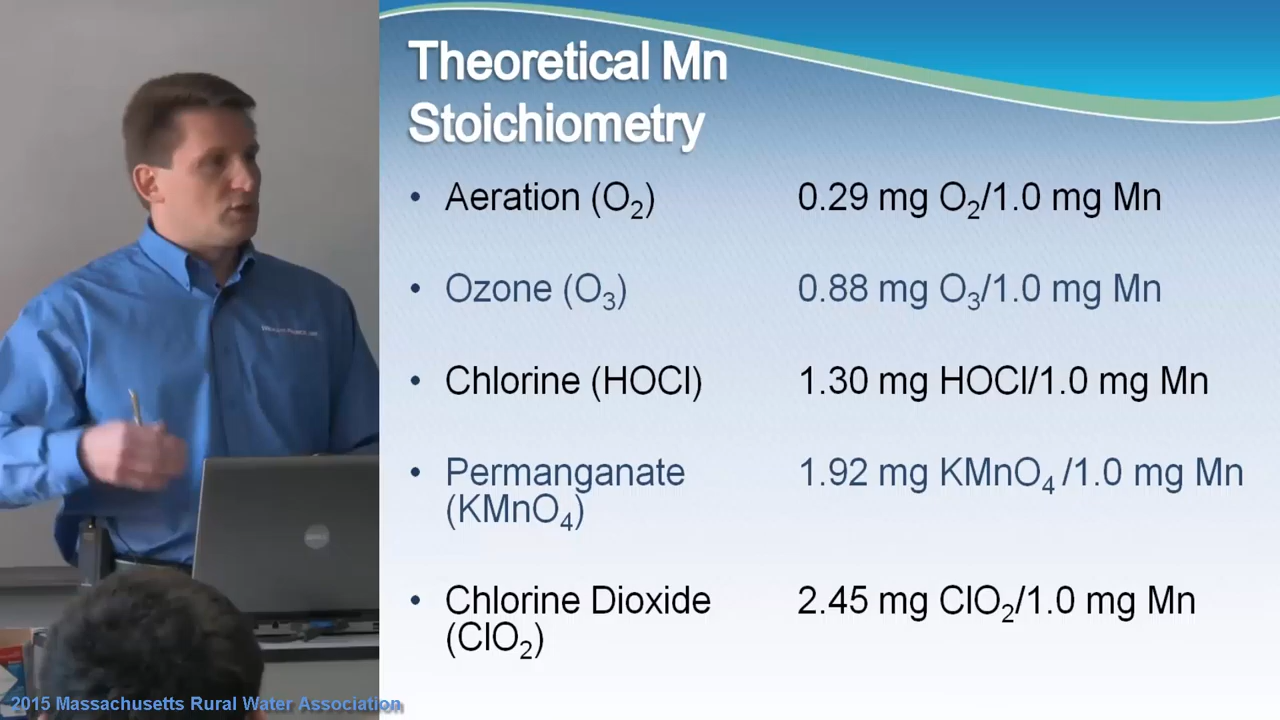 Theoretical Mn
Stoichiometry
• Aeration (O₂) 0.29 mg O₂/1.0 mg Mn
• Ozone (O₃) 0.88 mg O₃/1.0 mg Mn
• Chlorine (HOCl) 1.30 mg HOCl/1.0 mg Mn
• Permanganate 1.92 mg KMnO₄ /1.0 mg Mn
(KMnO₄)
• Chlorine Dioxide 2.45 mg ClO₂/1.0 mg Mn
(ClO₂)
2015 Massachusetts Rural Water Association